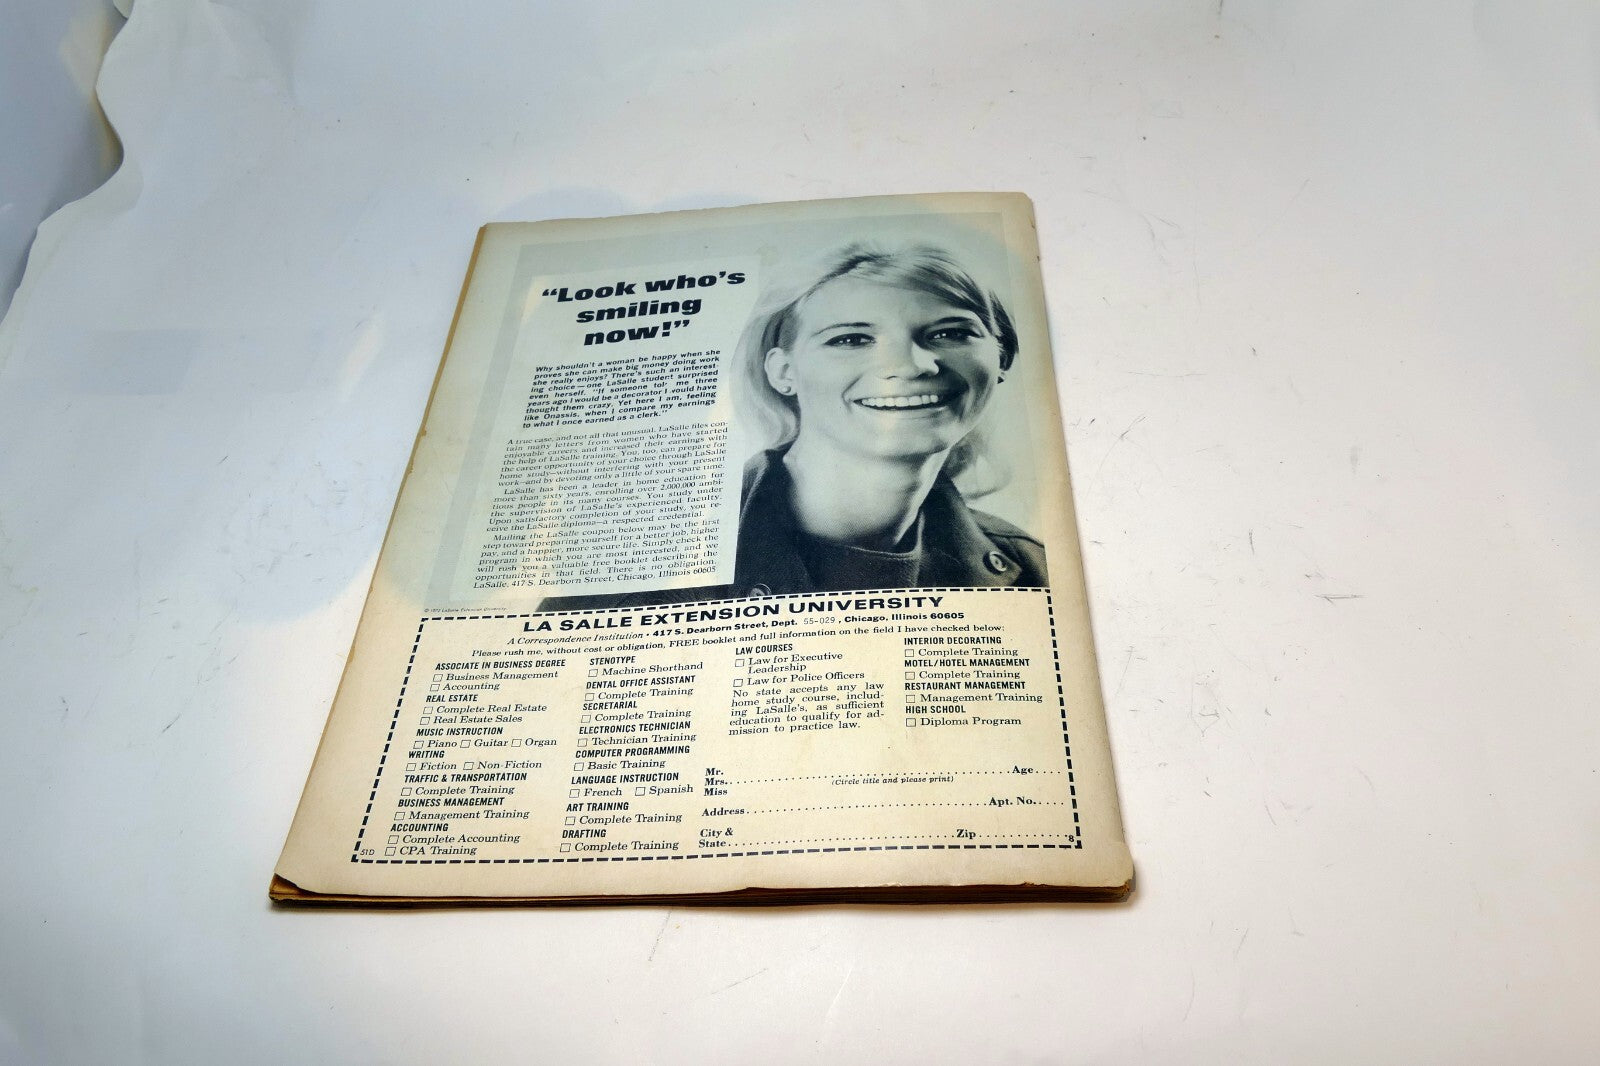 “Look who’s
smiling
now!”
Why shouldn't a woman be happy when she
proves she can make big money doing work
she really enjoys? There's such an interest-
ing choice—one LaSalle student surprised
even herself. "If someone tol· me three
years ago I would be a decorator I would have
thought them crazy. Yet here I am, feeling
like Onassis, when I compare my earnings
to what I once earned as a clerk."
A true case, and not all that unusual. LaSalle files con-
tain many letters from women who have started
enjoyable careers and increased their earnings with
the help of LaSalle training. You, too, can prepare for
the career opportunity of your choice through LaSalle
home study—without interfering with your present
work—and by devoting only a little of your spare time.
LaSalle has been a leader in home education for
more than sixty years, enrolling over 2,000,000 ambi-
tious people in its many courses. You study under
the supervision of LaSalle's experienced faculty.
Upon satisfactory completion of your study, you re-
ceive the LaSalle diploma—a respected credential.
Mailing the LaSalle coupon below may be the first
step toward preparing yourself for a better job, higher
pay, and a happier, more secure life. Simply check the
program in which you are most interested, and we
will rush you a valuable free booklet describing the
opportunities in that field. There is no obligation.
LaSalle, 417 S. Dearborn Street, Chicago, Illinois 60605
LaSalle Extension University
LA SALLE EXTENSION UNIVERSITY
A Correspondence Institution • 417 S. Dearborn Street, Dept. 55-029, Chicago, Illinois 60605
Please rush me, without cost or obligation, FREE booklet and full information on the field I have checked below:
ASSOCIATE IN BUSINESS DEGREE
Business Management
Accounting
REAL ESTATE
Complete Real Estate
Real Estate Sales
MUSIC INSTRUCTION
Piano Guitar Organ
WRITING
Fiction Non-Fiction
TRAFFIC & TRANSPORTATION
Complete Training
BUSINESS MANAGEMENT
Management Training
ACCOUNTING
Complete Accounting
CPA Training
STENOTYPE
Machine Shorthand
DENTAL OFFICE ASSISTANT
Complete Training
SECRETARIAL
Complete Training
ELECTRONICS TECHNICIAN
Technician Training
COMPUTER PROGRAMMING
Basic Training
LANGUAGE INSTRUCTION
French Spanish
ART TRAINING
Complete Training
DRAFTING
Complete Training
LAW COURSES
Law for Executive
Leadership
Law for Police Officers
No state accepts any law
home study course, includ-
ing LaSalle's, as sufficient
education to qualify for ad-
mission to practice law.
INTERIOR DECORATING
Complete Training
MOTEL/HOTEL MANAGEMENT
Complete Training
RESTAURANT MANAGEMENT
Management Training
HIGH SCHOOL
Diploma Program
Mr.
Mrs. Age
Miss
(Circle title and please print)
Address Apt. No.
City &
State Zip
8
51D